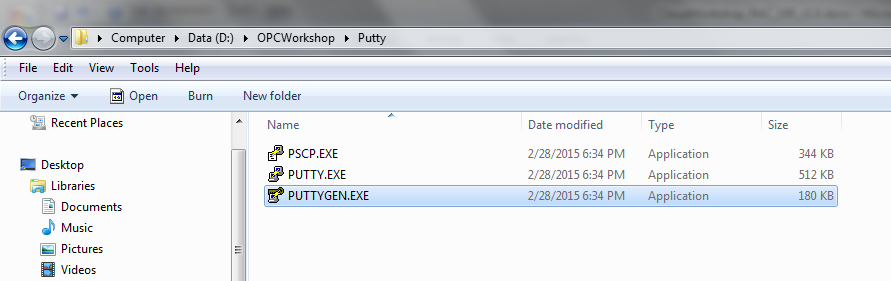 Computer ▸ Data (D:) ▸ OPCWorkshop ▸ Putty
File Edit View Tools Help
Organize Open Burn New folder
Recent Places
Desktop
Libraries
Documents
Music
Pictures
Videos
Name Date modified Type Size
PSCP.EXE 2/28/2015 6:34 PM Application 344 KB
PUTTY.EXE 2/28/2015 6:34 PM Application 512 KB
PUTTYGEN.EXE 2/28/2015 6:34 PM Application 180 KB